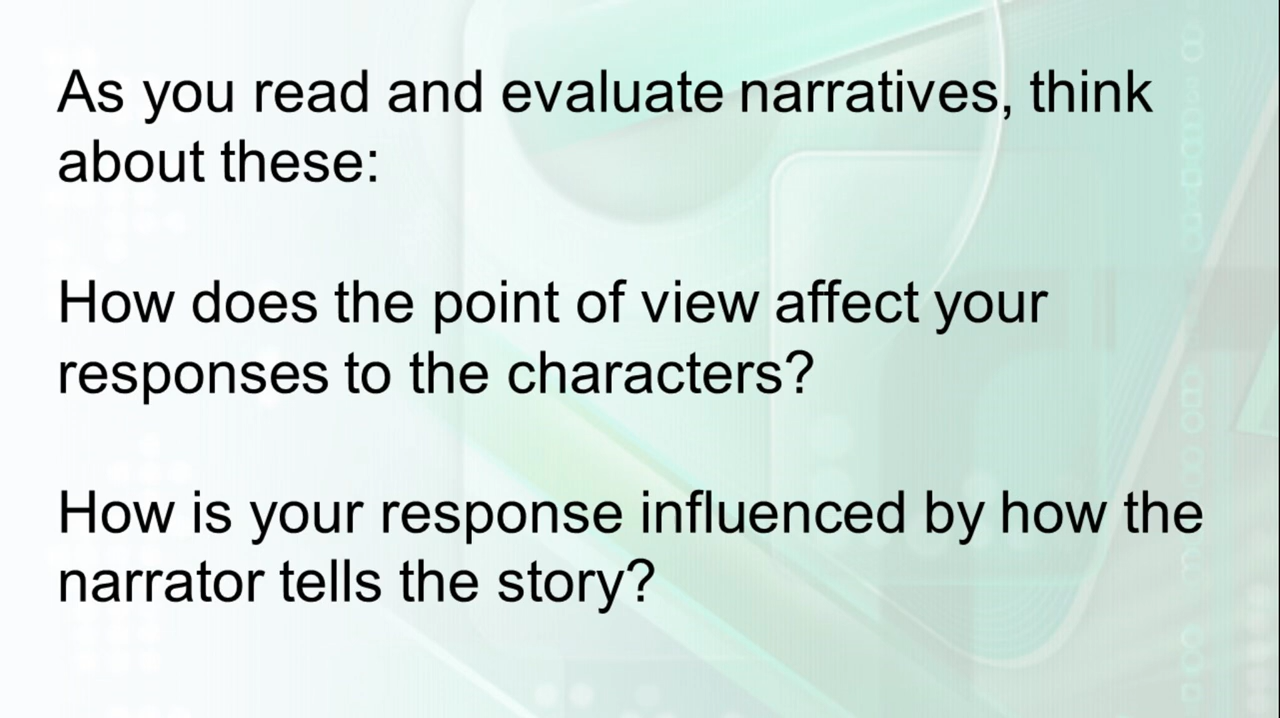 As you read and evaluate narratives, think
about these:
How does the point of view affect your
responses to the characters?
How is your response influenced by how the
narrator tells the story?